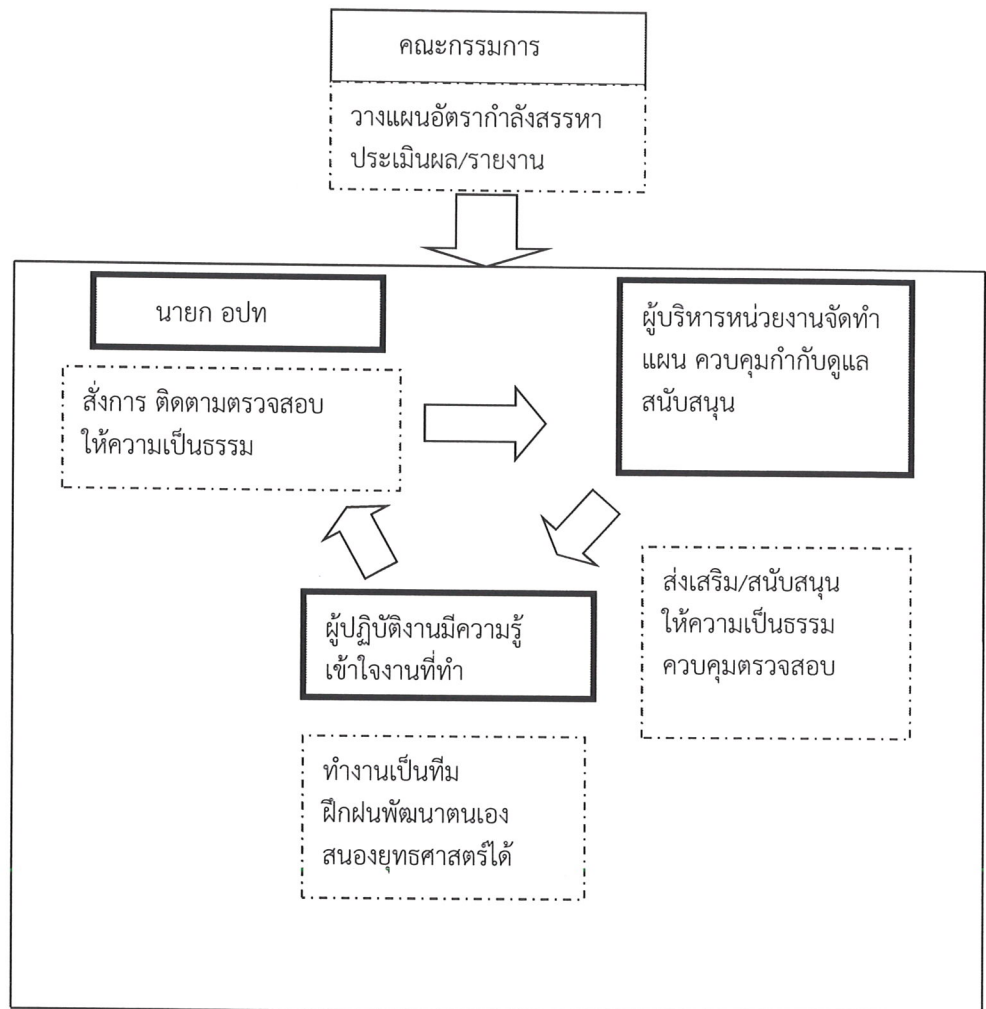 คณะกรรมการ
วางแผนอัตรากำลังสรรหา
ประเมินผล/รายงาน
นายก อปท
สั่งการ ติดตามตรวจสอบ
ให้ความเป็นธรรม
ผู้บริหารหน่วยงานจัดทำ
แผน ควบคุมกำกับดูแล
สนับสนุน
ส่งเสริม/สนับสนุน
ให้ความเป็นธรรม
ควบคุมตรวจสอบ
ผู้ปฏิบัติงานมีความรู้
เข้าใจงานที่ทำ
ทำงานเป็นทีม
ฝึกฝนพัฒนาตนเอง
สนองยุทธศาสตร์ได้